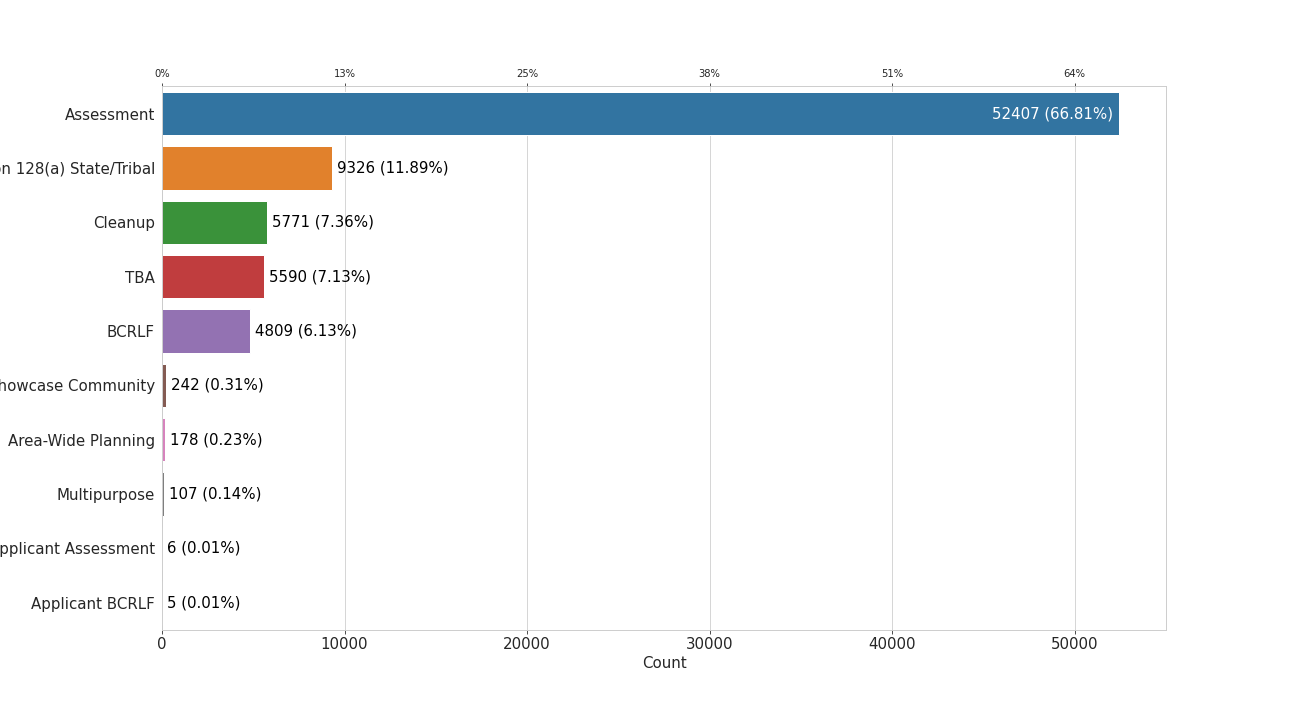 0% 13% 25% 38% 51% 64%
Assessment 52407 (66.81%)
128(a) State/Tribal 9326 (11.89%)
Cleanup 5771 (7.36%)
TBA 5590 (7.13%)
BCRLF 4809 (6.13%)
Community 242 (0.31%)
Area-Wide Planning 178 (0.23%)
Multipurpose 107 (0.14%)
Assessment 6 (0.01%)
Applicant BCRLF 5 (0.01%)
0 10000 20000 30000 40000 50000
Count